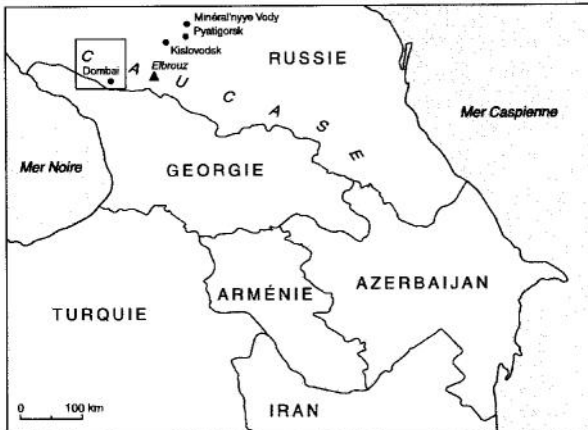 Minéral'nyye Vody
Pyatigorsk
Kislovodsk
RUSSIE
Elbrouz
Dombai
CAUCASE
Mer Caspienne
Mer Noire
GEORGIE
AZERBAIJAN
ARMÉNIE
TURQUIE
IRAN
0 100 km